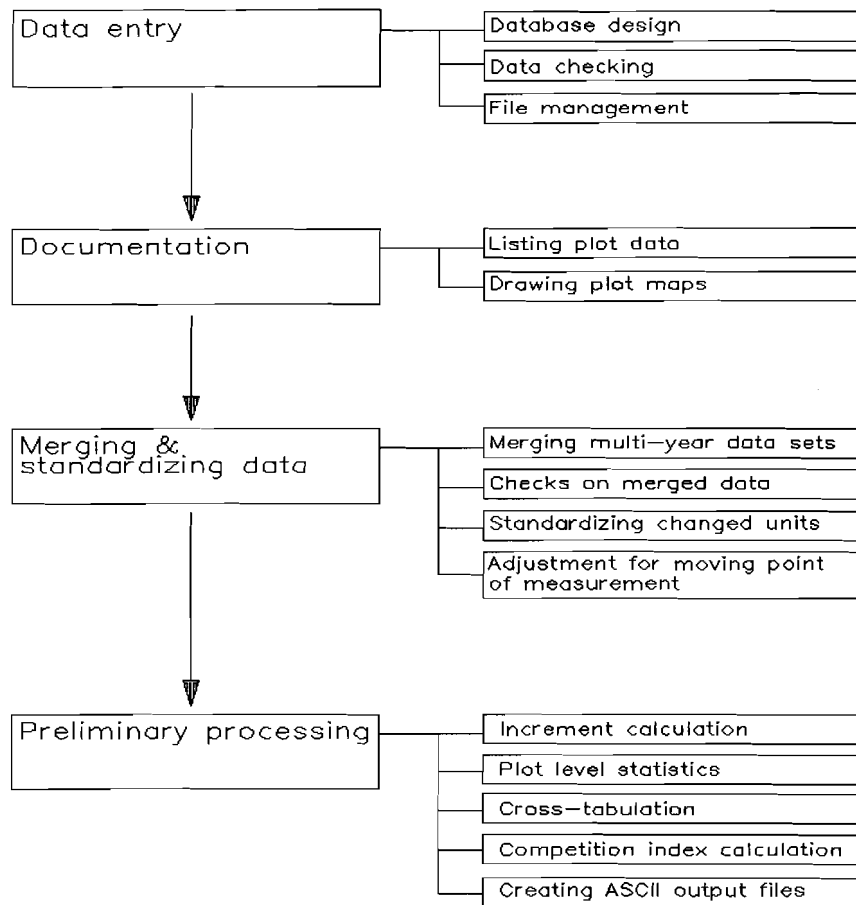 Data entry
Database design
Data checking
File management
Documentation
Listing plot data
Drawing plot maps
Merging &
standardizing data
Merging multi-year data sets
Checks on merged data
Standardizing changed units
Adjustment for moving point
of measurement
Preliminary processing
Increment calculation
Plot level statistics
Cross-tabulation
Competition index calculation
Creating ASCII output files